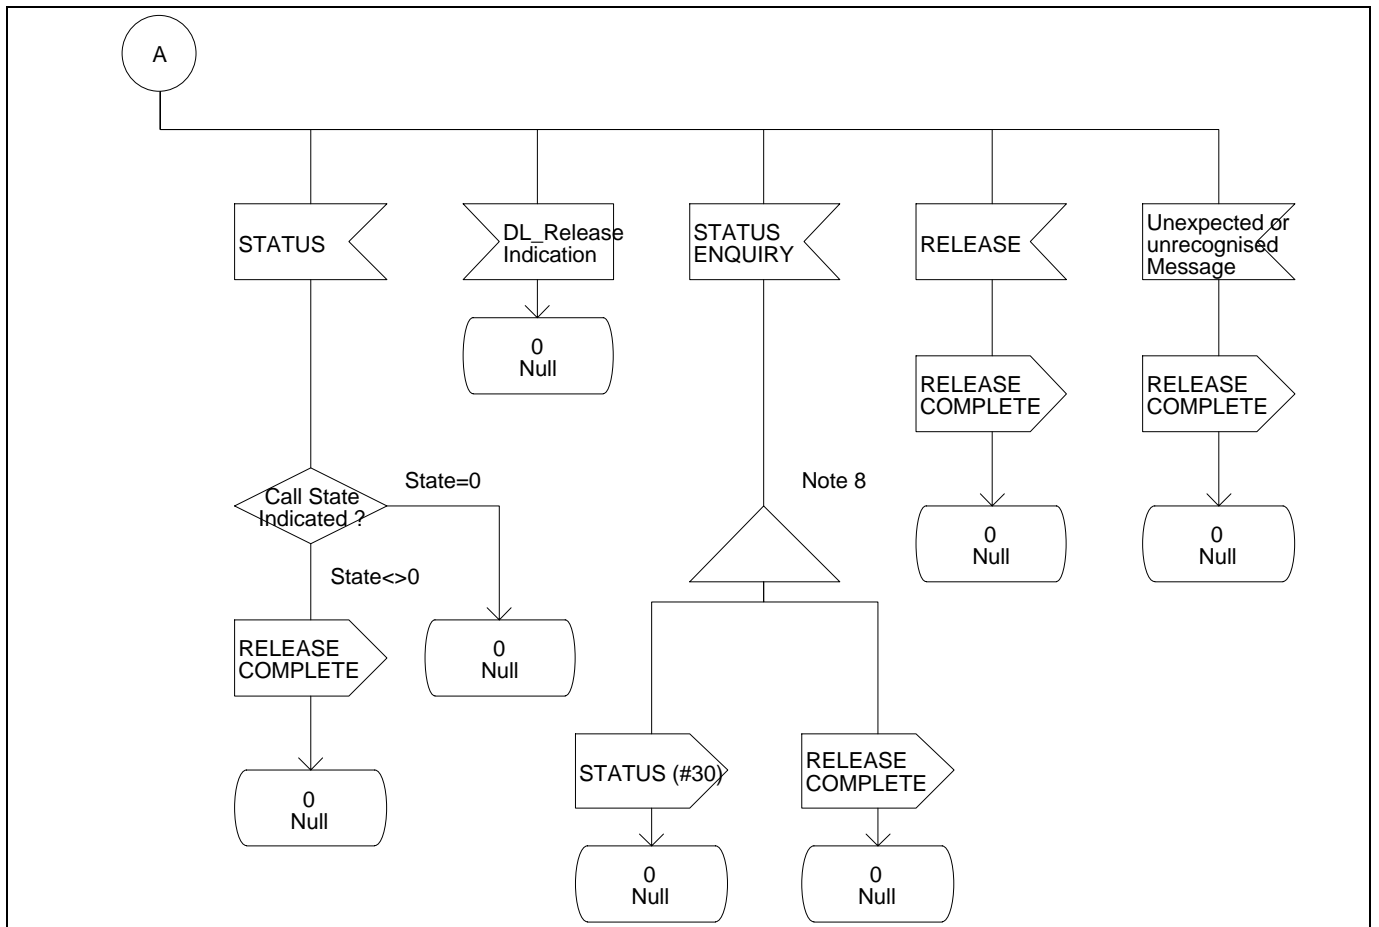 A
STATUS
DL_Release
Indication
STATUS
ENQUIRY
RELEASE
Unexpected or
unrecognised
Message
0
Null
RELEASE
COMPLETE
RELEASE
COMPLETE
Call State
Indicated ?
State=0
Note 8
0
Null
0
Null
State<>0
RELEASE
COMPLETE
0
Null
STATUS (#30)
RELEASE
COMPLETE
0
Null
0
Null
0
Null